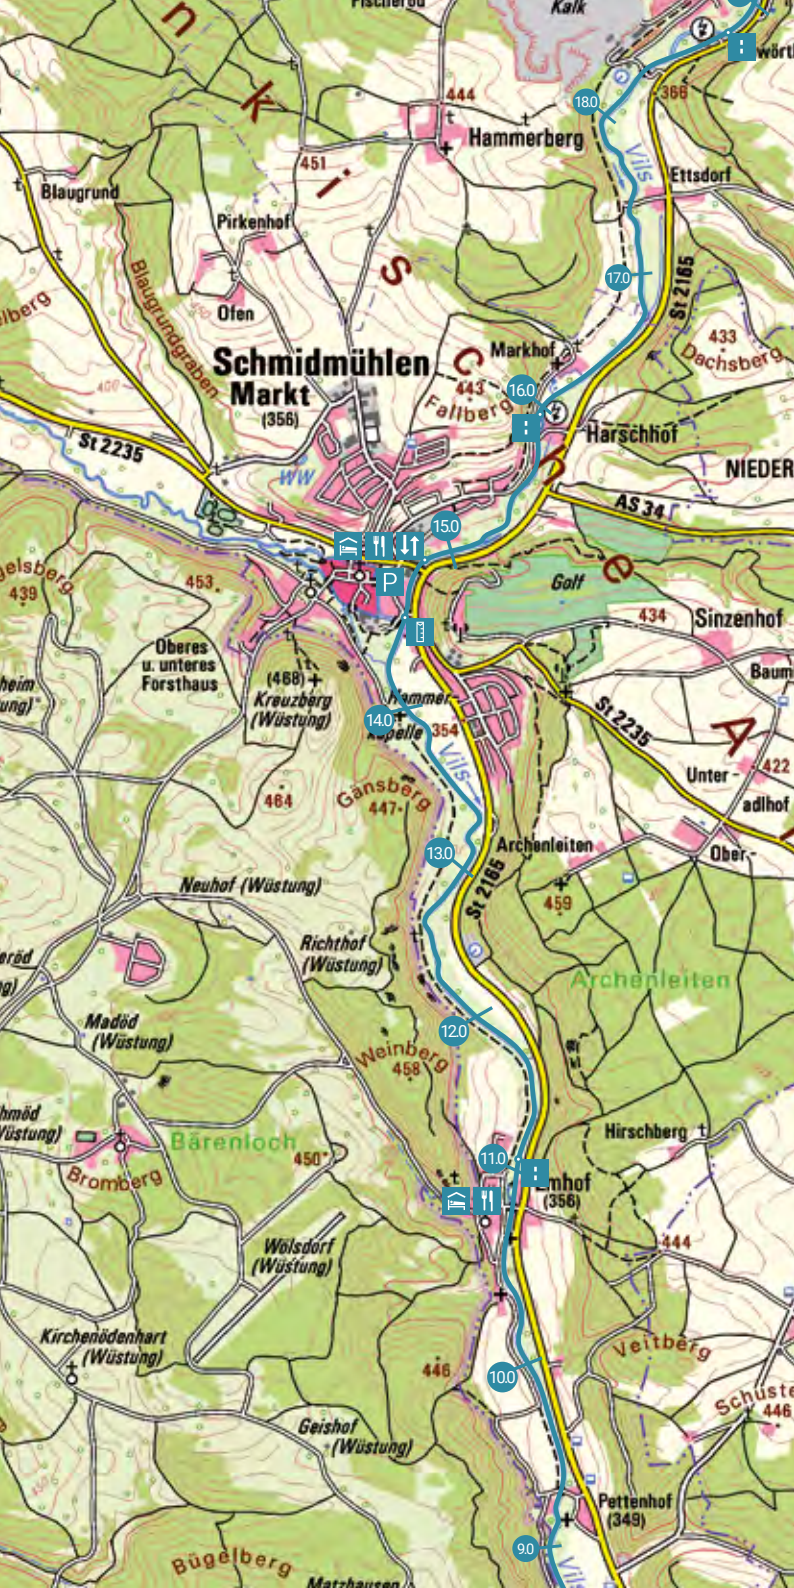 Kalk
n
k
444
Hammerberg
18.0
366
Vils
451
i
Ettsdorf
Blaugrund
Pirkenhof
Ofen
s
17.0
St 2165
Blaugrundgraben
433
Dachsberg
Schmidmühlen
Markt
(356)
Markhof
c
443
Fallberg
16.0
400
Harschhof
h
St 2235
WW
NIEDER
AS 34
15.0
P
e
Golf
453
439
434
Sinzenhof
Oberes
u. unteres
Forsthaus
(468)
Kreuzberg
(Wüstung)
Hammer-
kapelle
14.0
354
Baum
St 2235
A
Vils
464
Gänsberg
447
Unter-
422
adlhof
Ober-
13.0
Archenleiten
St 2165
459
Neuhof (Wüstung)
Richthof
(Wüstung)
Archenleiten
Madöd
(Wüstung)
12.0
Weinberg
458
Hirschberg
Bärenloch
450
Bromberg
11.0
Emhof
(356)
444
Wölsdorf
(Wüstung)
Kirchenödenhart
(Wüstung)
446
10.0
Veitberg
446
Geishof
(Wüstung)
Pettenhof
(349)
9.0
Vils
Bügelberg
Matzhausen